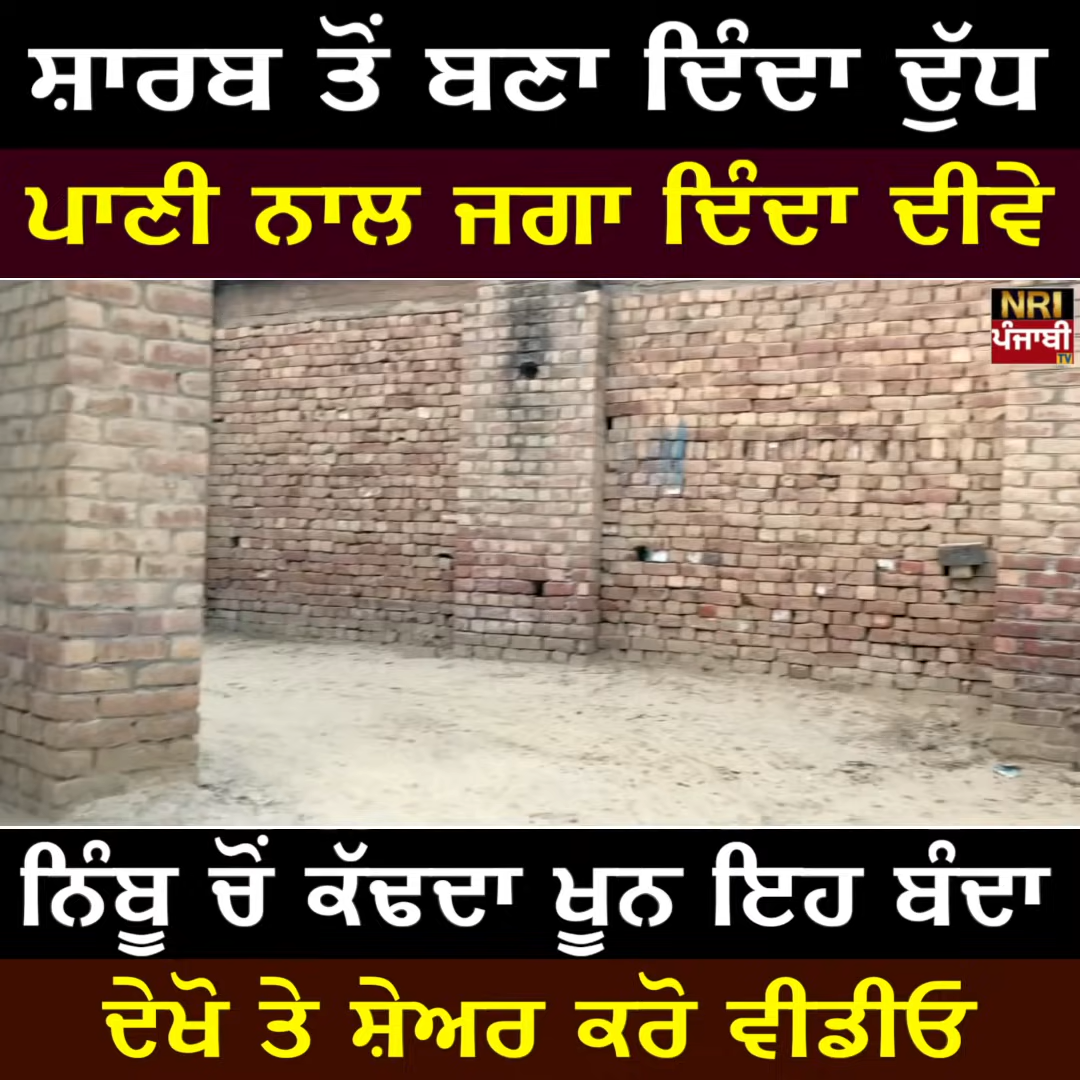 ਸ਼ਾਰਬ ਤੋਂ ਬਣਾ ਦਿੰਦਾ ਦੁੱਧ
ਪਾਣੀ ਨਾਲ ਜਗਾ ਦਿੰਦਾ ਦੀਵੇ
NRI
ਪੰਜਾਬੀ
TV
ਨਿੰਬੂ ਚੋਂ ਕੱਢਦਾ ਖੂਨ ਇਹ ਬੰਦਾ
ਦੇਖੋ ਤੇ ਸ਼ੇਅਰ ਕਰੋ ਵੀਡੀਓ